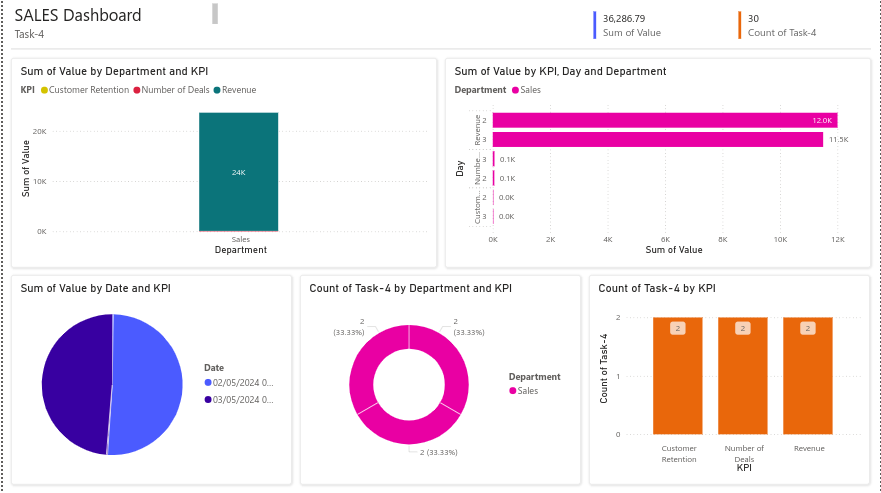 SALES Dashboard
Task-4
36,286.79
Sum of Value
30
Count of Task-4
Sum of Value by Department and KPI
KPI Customer Retention Number of Deals Revenue
Sum of Value
20K
10K
0K
24K
Sales
Department
Sum of Value by KPI, Day and Department
Department Sales
Day
Revenue
2
12.0K
3
11.5K
Numbe...
3
0.1K
2
0.1K
Custom...
2
0.0K
3
0.0K
0K 2K 4K 6K 8K 10K 12K
Sum of Value
Sum of Value by Date and KPI
Date
02/05/2024 0...
03/05/2024 0...
Count of Task-4 by Department and KPI
2
(33.33%)
2
(33.33%)
2 (33.33%)
Department
Sales
Count of Task-4 by KPI
Count of Task-4
2
1
0
2 2 2
Customer
Retention
Number of
Deals
Revenue
KPI